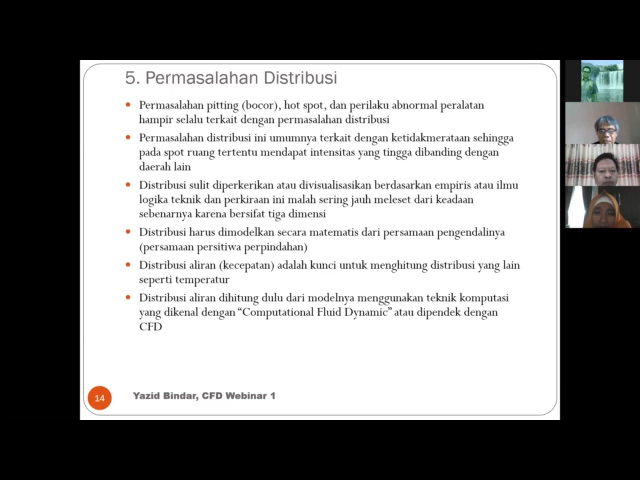 5. Permasalahan Distribusi
Permasalahan pitting (bocor), hot spot, dan perilaku abnormal peralatan
hampir selalu terkait dengan permasalahan distribusi
Permasalahan distribusi ini umumnya terkait dengan ketidakmerataan sehingga
pada spot ruang tertentu mendapat intensitas yang tingga dibanding dengan
daerah lain
Distribusi sulit diperkerikan atau divisualisasikan berdasarkan empiris atau ilmu
logika teknik dan perkiraan ini malah sering jauh meleset dari keadaan
sebenarnya karena bersifat tiga dimensi
Distribusi harus dimodelkan secara matematis dari persamaan pengendalinya
(persamaan persitiwa perpindahan)
Distribusi aliran (kecepatan) adalah kunci untuk menghitung distribusi yang lain
seperti temperatur
Distribusi aliran dihitung dulu dari modelnya menggunakan teknik komputasi
yang dikenal dengan “Computational Fluid Dynamic” atau dipendek dengan
CFD
14
Yazid Bindar, CFD Webinar 1